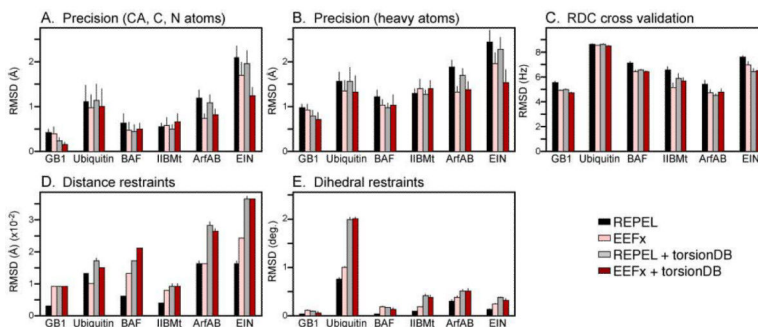 A. Precision (CA, C, N atoms)
RMSD (Å)
2
1
0
GB1 Ubiquitin BAF IIBMt ArfAB EIN
B. Precision (heavy atoms)
RMSD (Å)
2
1
0
GB1 Ubiquitin BAF IIBMt ArfAB EIN
C. RDC cross validation
RMSD (Hz)
8
6
4
2
0
GB1 Ubiquitin BAF IIBMt ArfAB EIN
D. Distance restraints
RMSD (Å) (x10-2)
3
2
1
0
GB1 Ubiquitin BAF IIBMt ArfAB EIN
E. Dihedral restraints
RMSD (deg.)
2
1
0
GB1 Ubiquitin BAF IIBMt ArfAB EIN
REPEL
EEFx
REPEL + torsionDB
EEFx + torsionDB